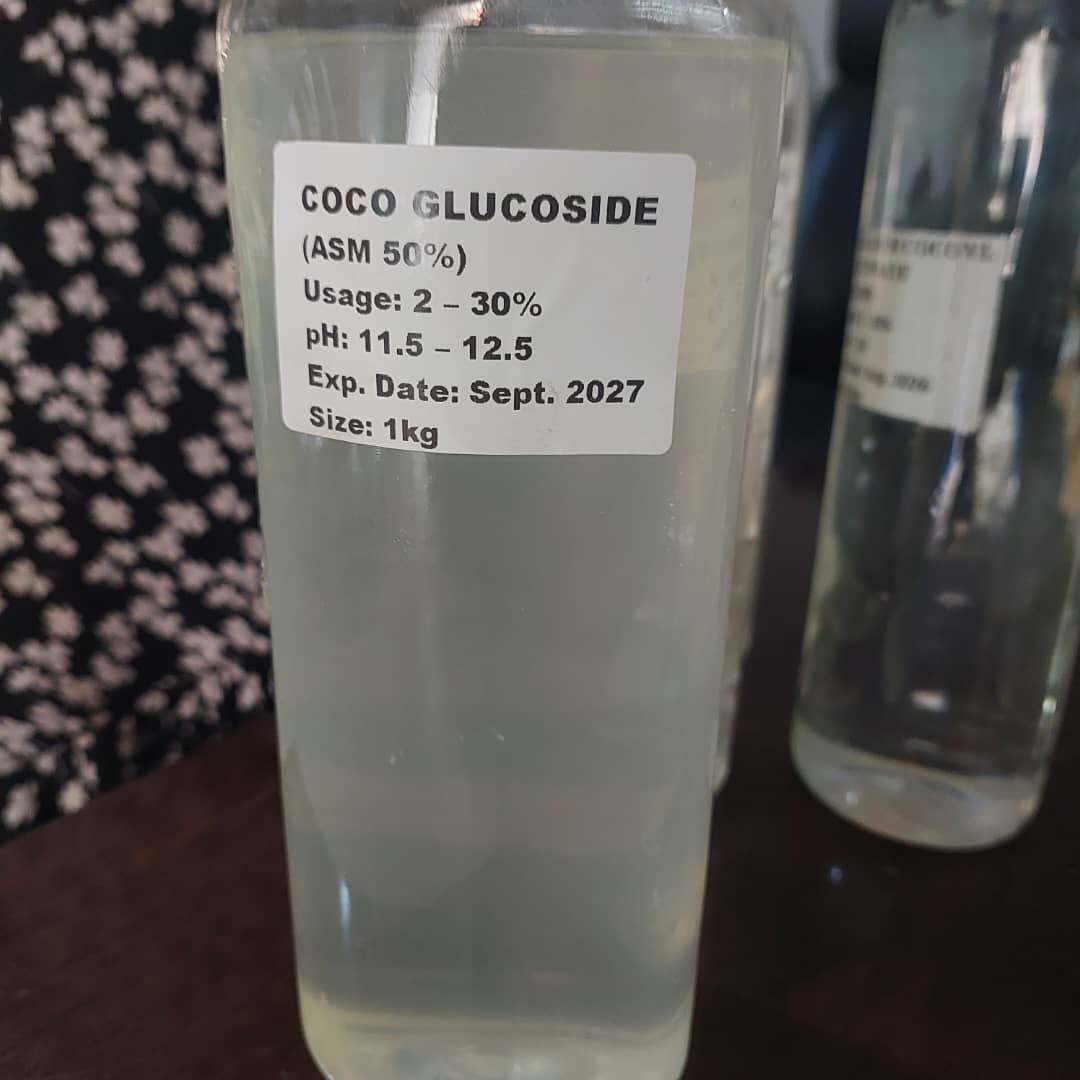 COCO GLUCOSIDE
(ASM 50%)
Usage: 2 – 30%
pH: 11.5 – 12.5
Exp. Date: Sept. 2027
Size: 1kg